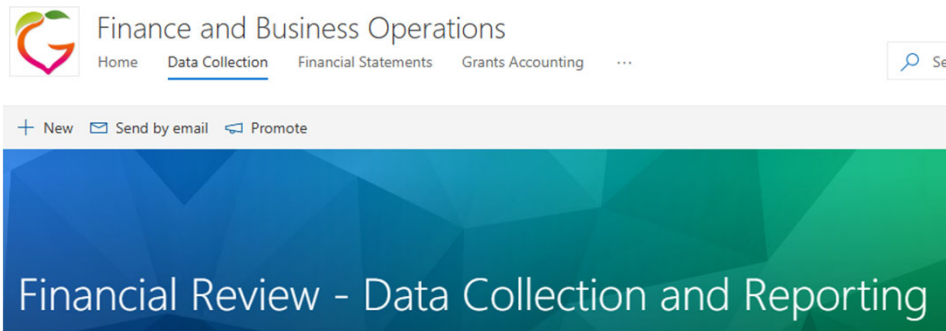 Finance and Business Operations
Home Data Collection Financial Statements Grants Accounting ...
+ New Send by email Promote
Financial Review - Data Collection and Reporting